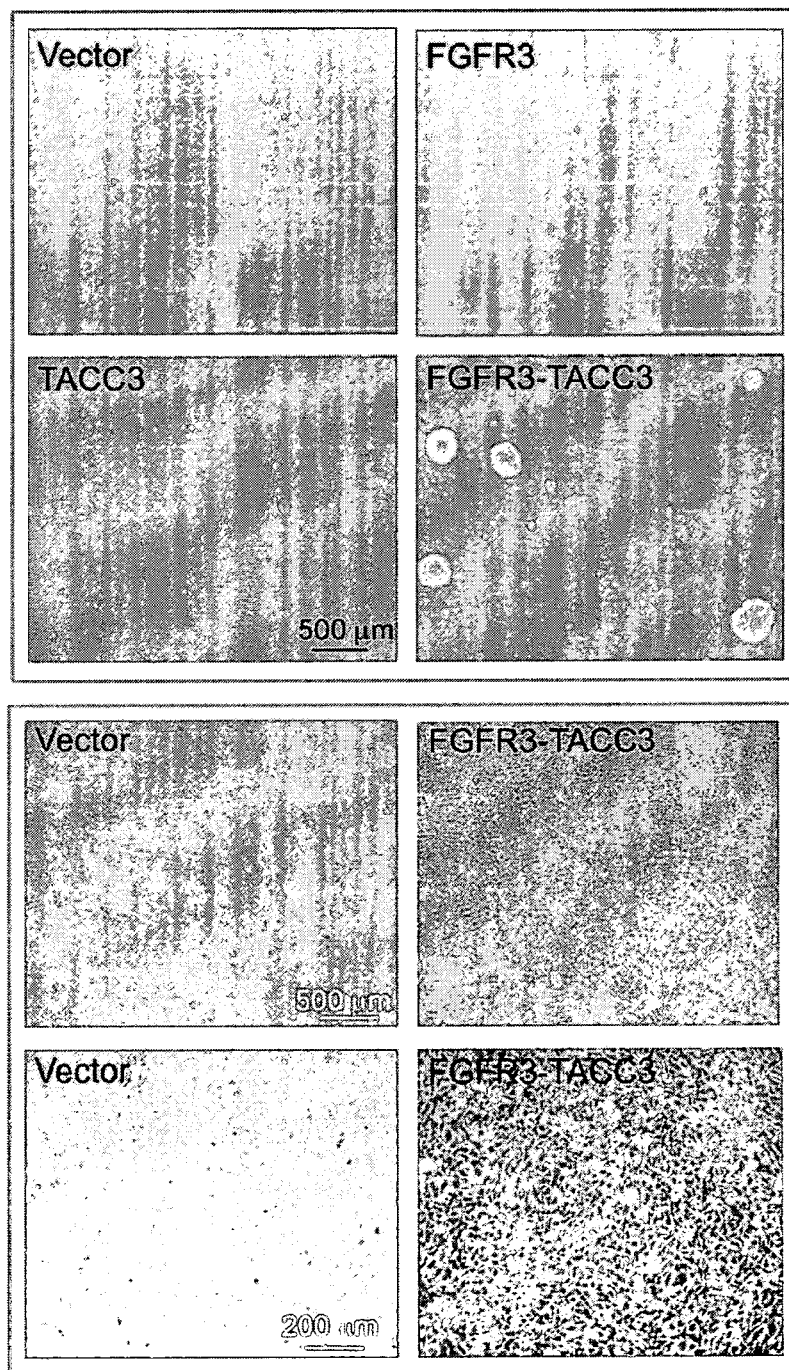 Vector
FGFR3
TACC3
FGFR3-TACC3
500 µm
Vector
FGFR3-TACC3
500 µm
Vector
FGFR3-TACC3
200 µm